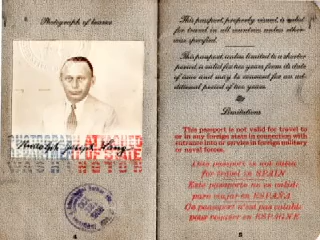 Photograph of bearer
PHOTOGRAPH ATTACHED
DEPARTMENT OF STATE
WASHINGTON
4
This passport, properly visaed, is valid
for travel in all countries unless other-
wise specified.
This passport, unless limited to a shorter
period, is valid for two years from its date
of issue and may be renewed for an ad-
ditional period of two years.
Limitations
This passport is not valid for travel to
or in any foreign state in connection with
entrance into or service in foreign military
or naval forces.
This passport is not valid
for travel in SPAIN
Este pasaporte no es valido
para viajar en ESPAÑA
Ce passeport n'est pas valable
pour voyager en ESPAGNE
5